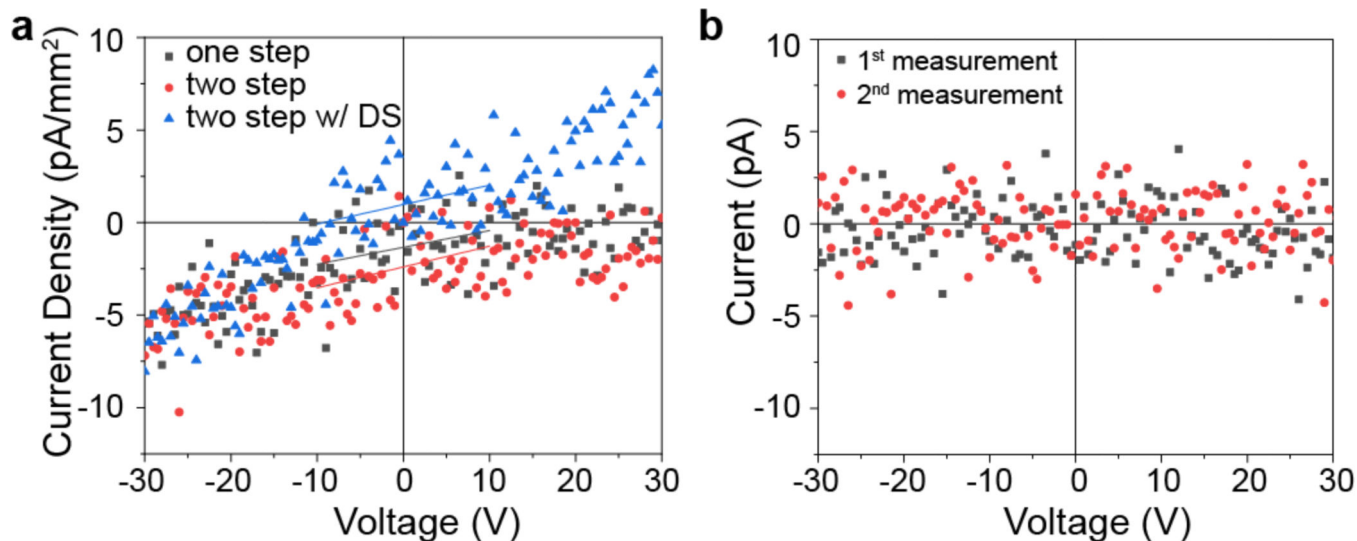 a
Current Density (pA/mm²)
10
5
0
-5
-10
one step
two step
two step w/ DS
-30
-20
-10
0
10
20
30
Voltage (V)
b
Current (pA)
10
5
0
-5
-10
1st measurement
2nd measurement
-30
-20
-10
0
10
20
30
Voltage (V)